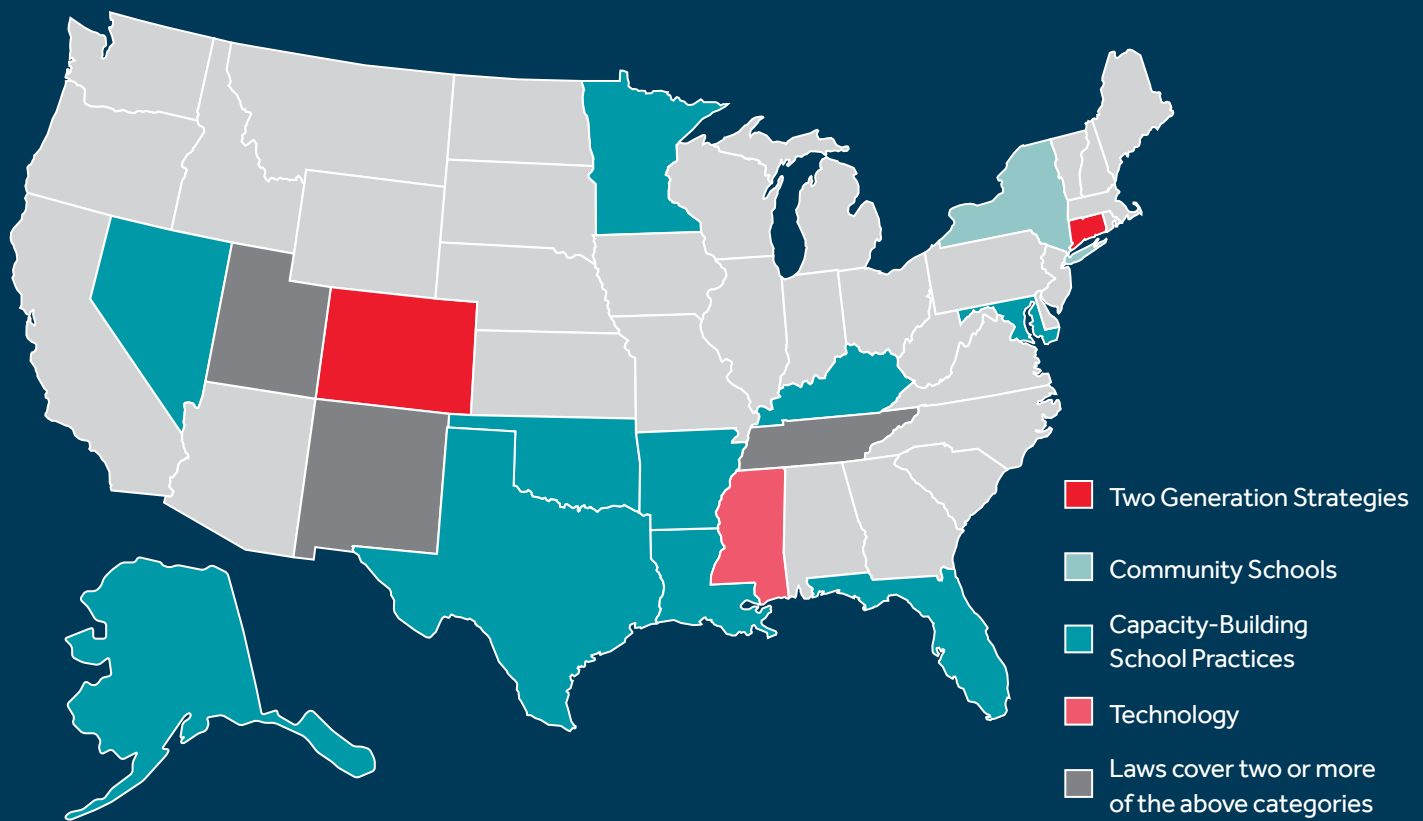 Two Generation Strategies
Community Schools
Capacity-Building
School Practices
Technology
Laws cover two or more
of the above categories